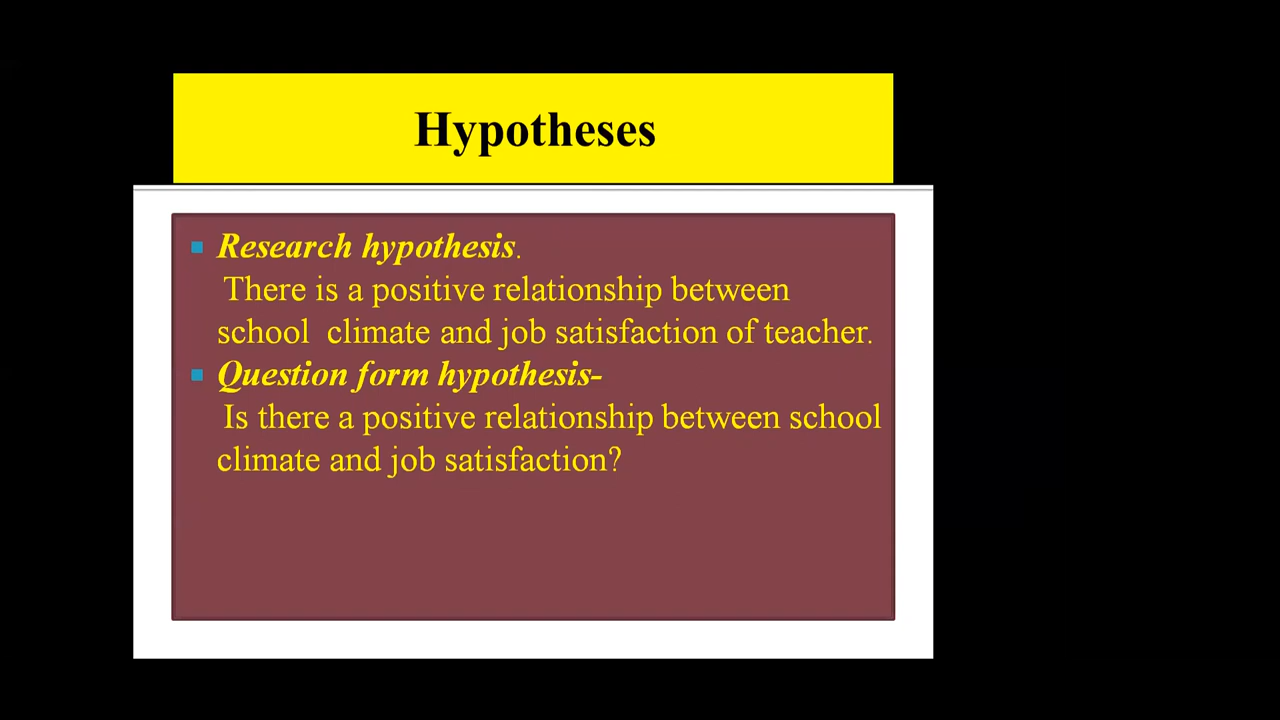 Hypotheses
Research hypothesis.
There is a positive relationship between
school climate and job satisfaction of teacher.
Question form hypothesis-
Is there a positive relationship between school
climate and job satisfaction?